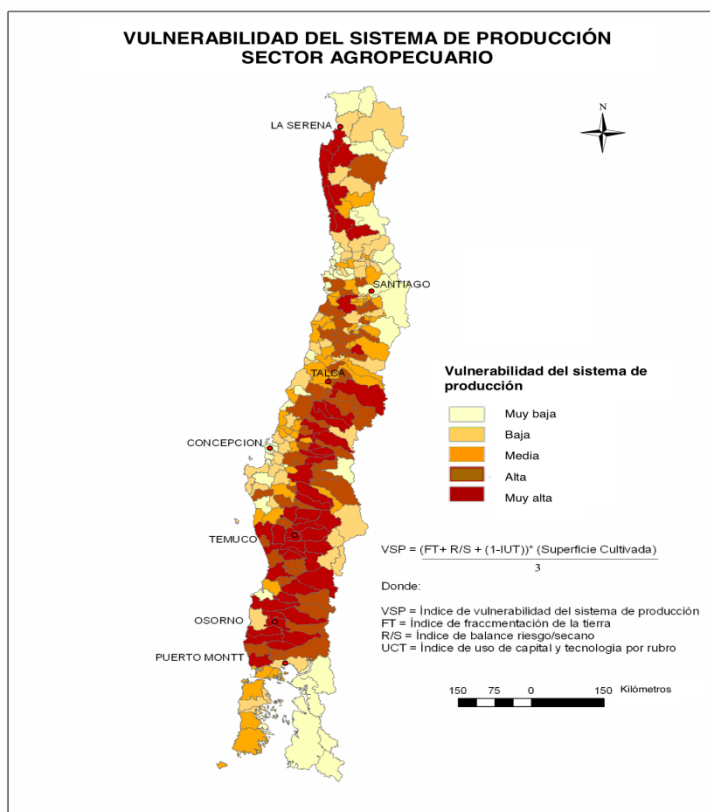 VULNERABILIDAD DEL SISTEMA DE PRODUCCIÓN
SECTOR AGROPECUARIO
N
LA SERENA
SANTIAGO
TALCA
CONCEPCION
TEMUCO
OSORNO
PUERTO MONTT
Vulnerabilidad del sistema de
producción
Muy baja
Baja
Media
Alta
Muy alta
VSP = (FT+ R/S + (1-IUT))* (Superficie Cultivada)
3
Donde:
VSP = Índice de vulnerabilidad del sistema de producción
FT = Índice de fraccmentación de la tierra
R/S = Índice de balance riesgo/secano
UCT = Índice de uso de capital y tecnologia por rubro
150 75 0 150 Kilómetros